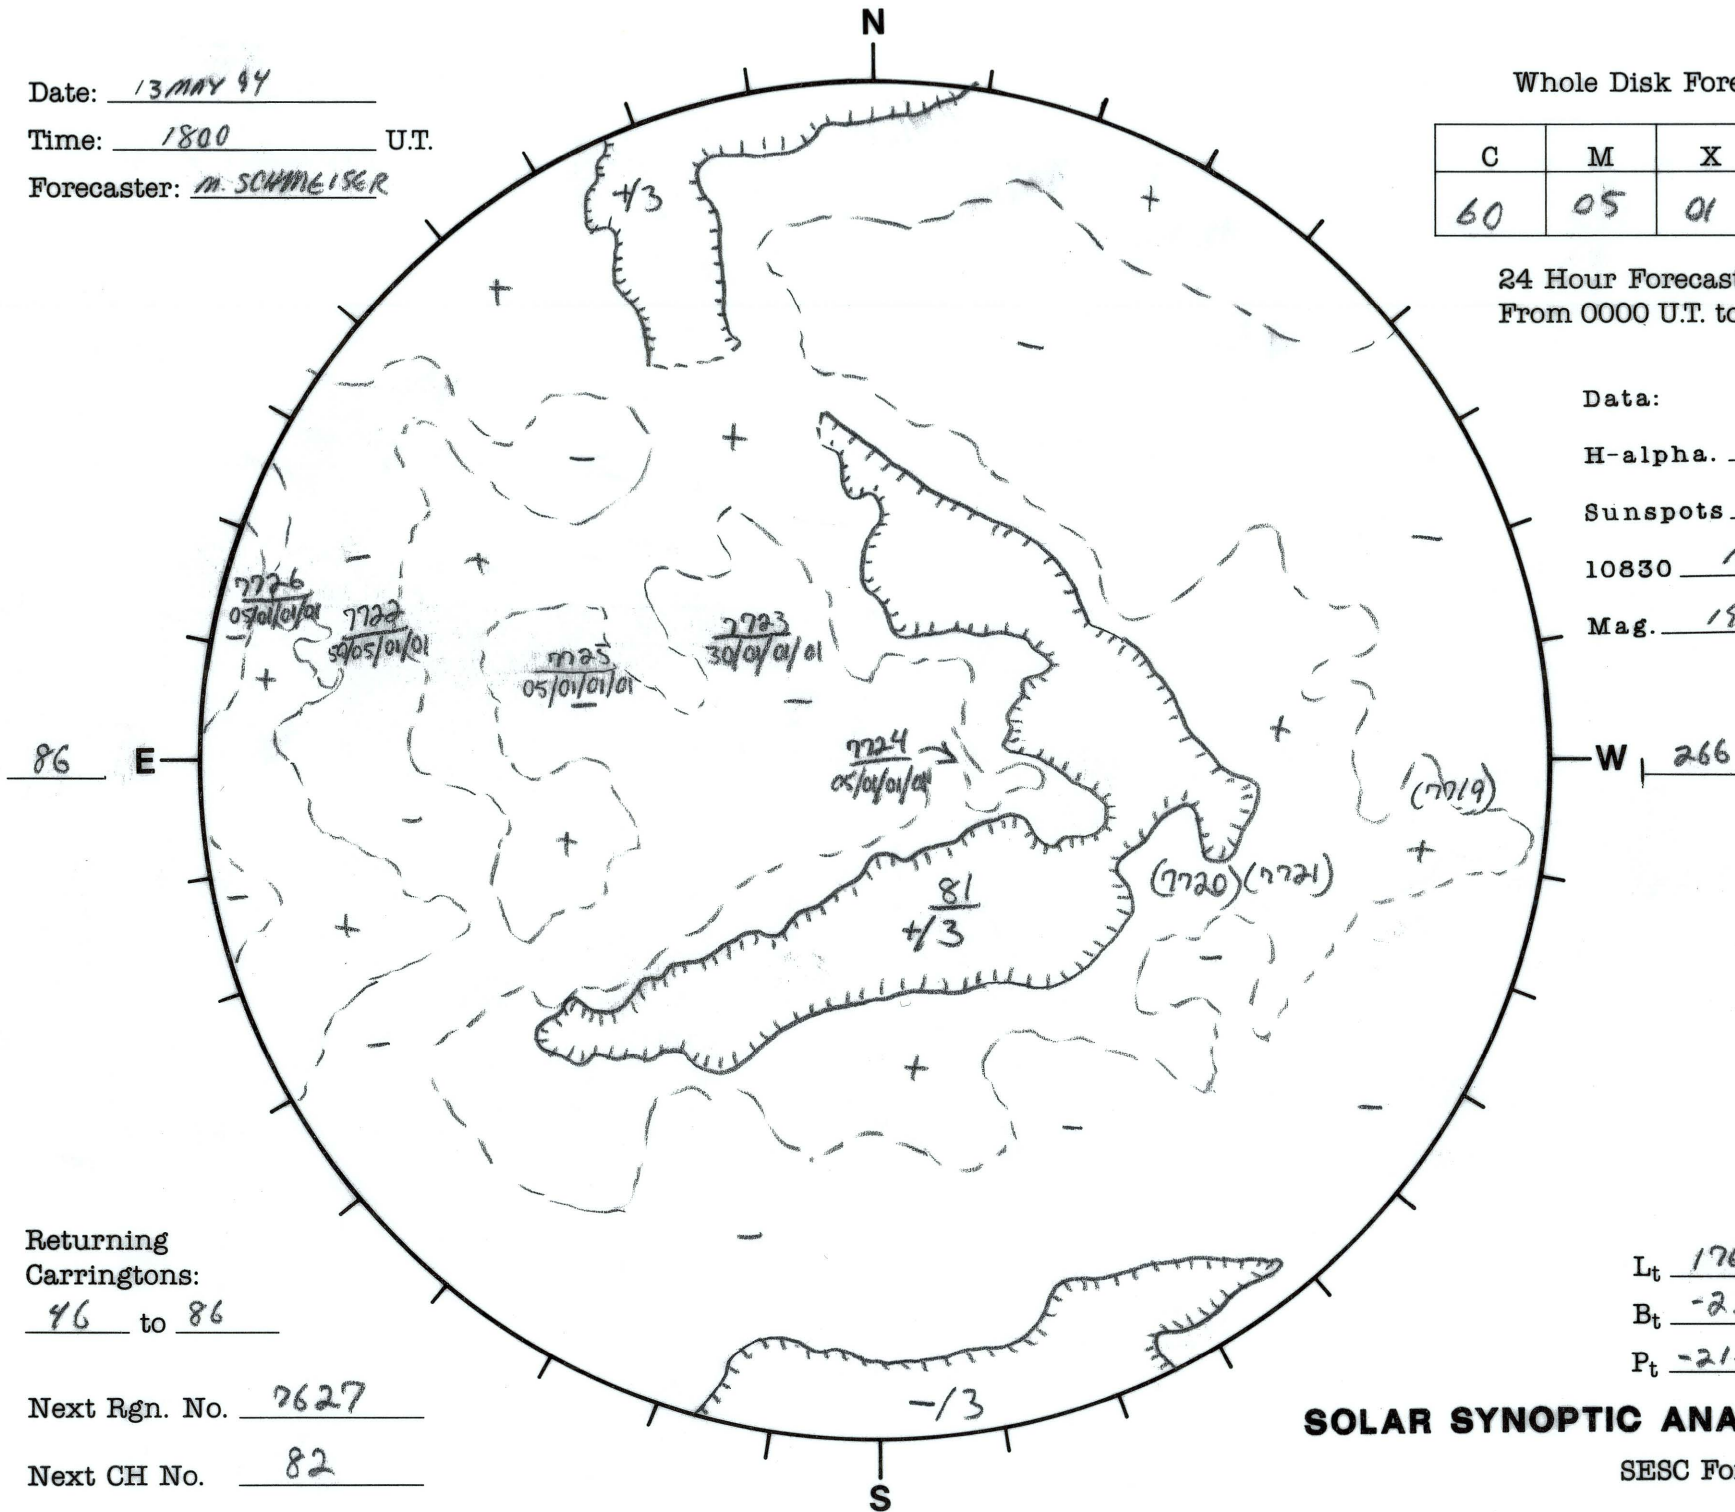 N
Date: 13 MAY 94
Time: 1800 U.T.
Forecaster: M. SCHMEISER
Whole Disk Fore
C M X
60 05 01
24 Hour Forecast
From 0000 U.T. to
Data:
H-alpha.
Sunspots
10830
Mag. 18
+/3
+
+
-
+
-
-
-
+
7726
05/01/01/01
7722
50/05/01/01
7725
05/01/01/01
-
7723
30/01/01/01
-
+
+
86 E
W 266
7724
05/01/01/01
(7719)
-
+
+
(7720) (7721)
81
+/3
-
+
-
-
+
-
-
-
-/3
Returning
Carringtons:
46 to 86
Next Rgn. No. 7627
Next CH No. 82
Lt 176
Bt -2.
Pt -21.
SOLAR SYNOPTIC ANA
SESC Fo
S